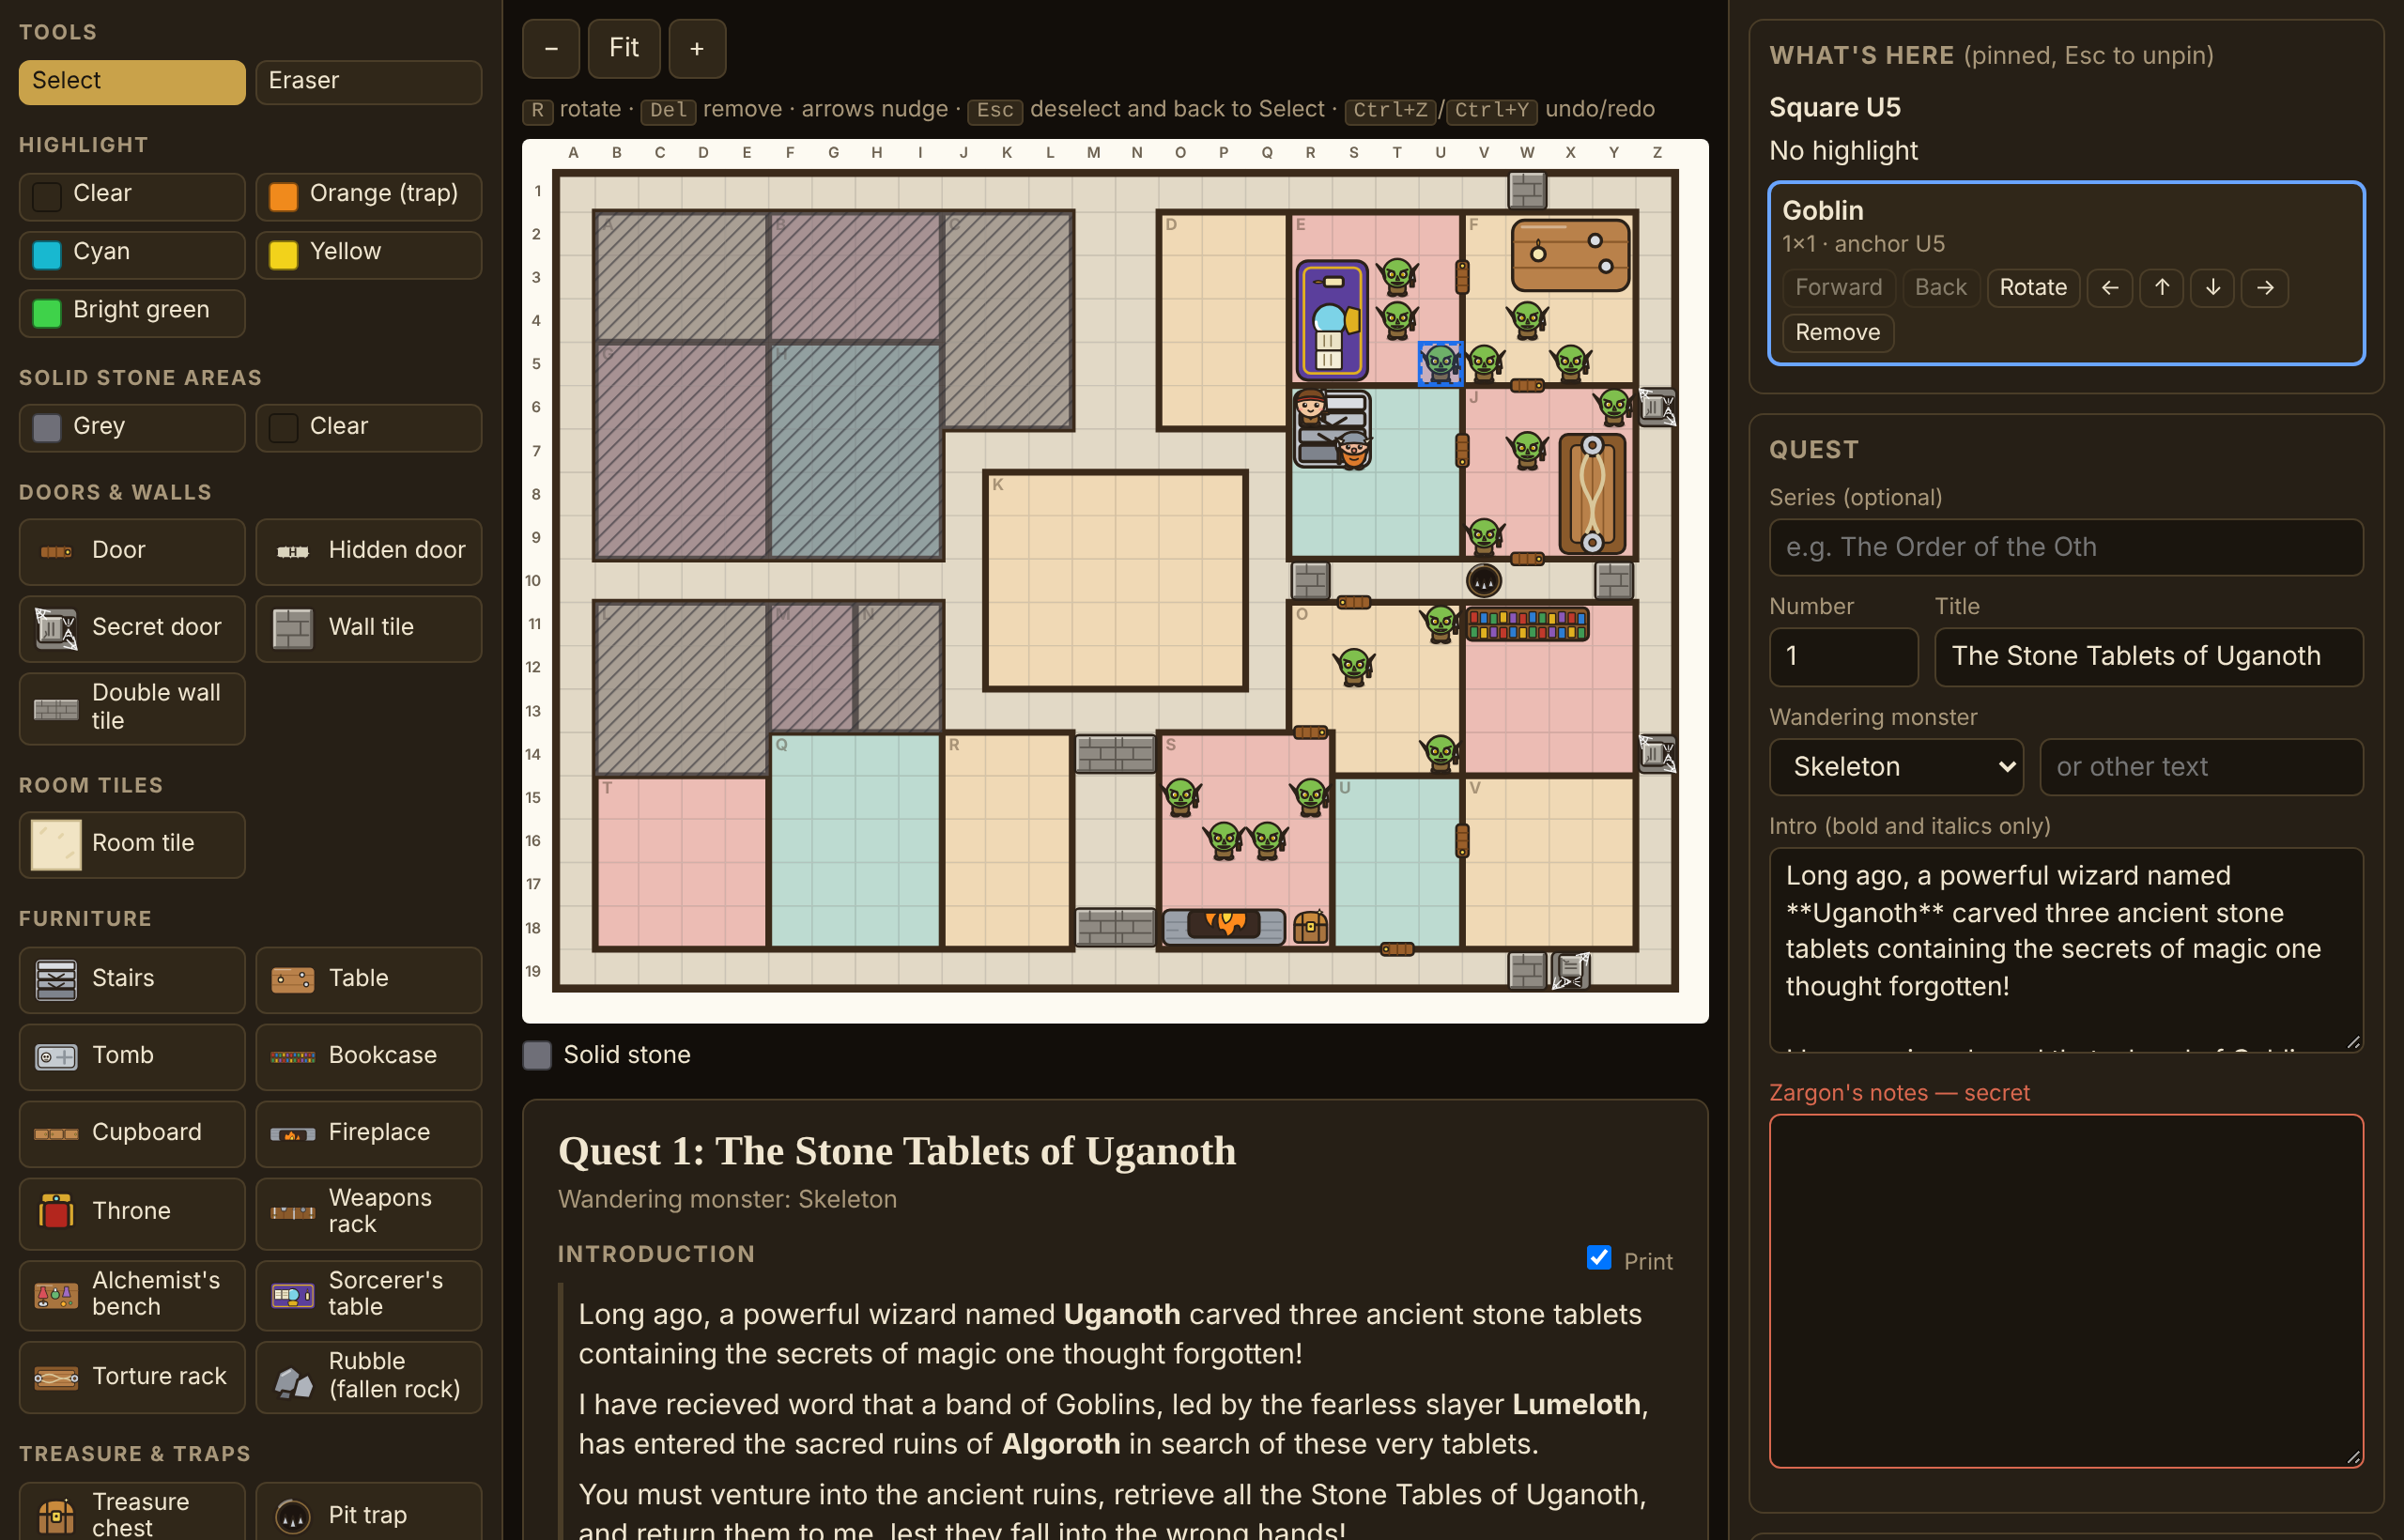 TOOLS
Select
Eraser
HIGHLIGHT
Clear
Orange (trap)
Cyan
Yellow
Bright green
SOLID STONE AREAS
Grey
Clear
DOORS & WALLS
Door
Hidden door
Secret door
Wall tile
Double wall
tile
ROOM TILES
Room tile
FURNITURE
Stairs
Table
Tomb
Bookcase
Cupboard
Fireplace
Throne
Weapons
rack
Alchemist's
bench
Sorcerer's
table
Torture rack
Rubble
(fallen rock)
TREASURE & TRAPS
Treasure
chest
Pit trap
− Fit +
R rotate · Del remove · arrows nudge · Esc deselect and back to Select · Ctrl+Z/Ctrl+Y undo/redo
A B C D E F G H I J K L M N O P Q R S T U V W X Y Z
1
2
3
4
5
6
7
8
9
10
11
12
13
14
15
16
17
18
19
A B C D E F
G H
J
K
L M N O
Q R S
T U V
Solid stone
Quest 1: The Stone Tablets of Uganoth
Wandering monster: Skeleton
INTRODUCTION
Print
Long ago, a powerful wizard named Uganoth carved three ancient stone tablets
containing the secrets of magic one thought forgotten!
I have recieved word that a band of Goblins, led by the fearless slayer Lumeloth,
has entered the sacred ruins of Algoroth in search of these very tablets.
You must venture into the ancient ruins, retrieve all the Stone Tables of Uganoth,
and return them to me, lest they fall into the wrong hands!
WHAT'S HERE (pinned, Esc to unpin)
Square U5
No highlight
Goblin
1×1 · anchor U5
Forward Back Rotate ← ↑ ↓ →
Remove
QUEST
Series (optional)
e.g. The Order of the Oth
Number Title
1 The Stone Tablets of Uganoth
Wandering monster
Skeleton or other text
Intro (bold and italics only)
Long ago, a powerful wizard named
**Uganoth** carved three ancient stone
tablets containing the secrets of magic one
thought forgotten!
Zargon's notes — secret